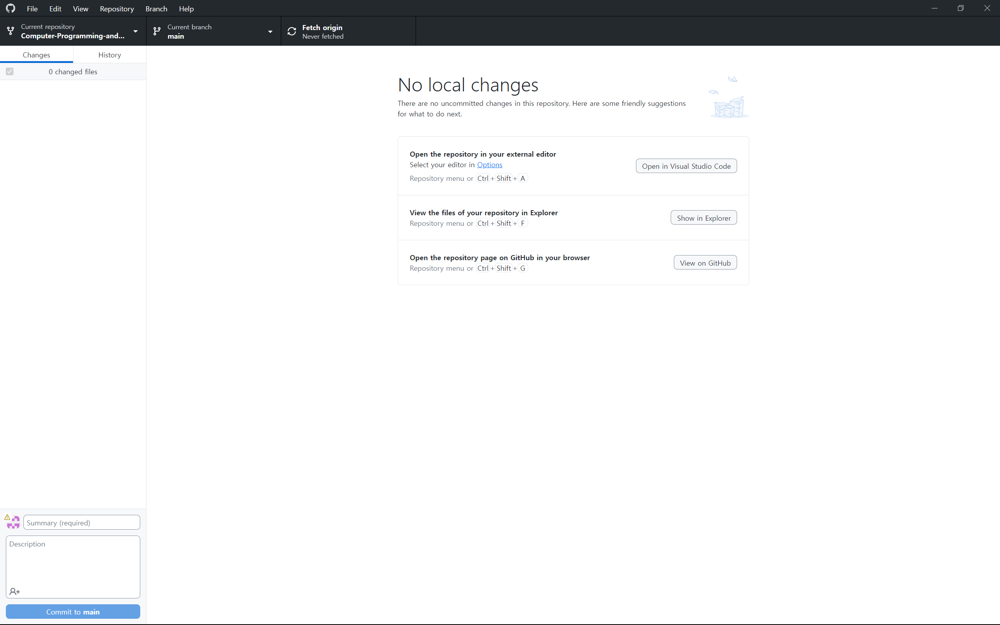 File Edit View Repository Branch Help
Current repository
Computer-Programming-and...
Current branch
main
Fetch origin
Never fetched
Changes
History
0 changed files
No local changes
There are no uncommitted changes in this repository. Here are some friendly suggestions
for what to do next.
Open the repository in your external editor
Select your editor in Options
Repository menu or Ctrl + Shift + A
Open in Visual Studio Code
View the files of your repository in Explorer
Repository menu or Ctrl + Shift + F
Show in Explorer
Open the repository page on GitHub in your browser
Repository menu or Ctrl + Shift + G
View on GitHub
Summary (required)
Description
Commit to main